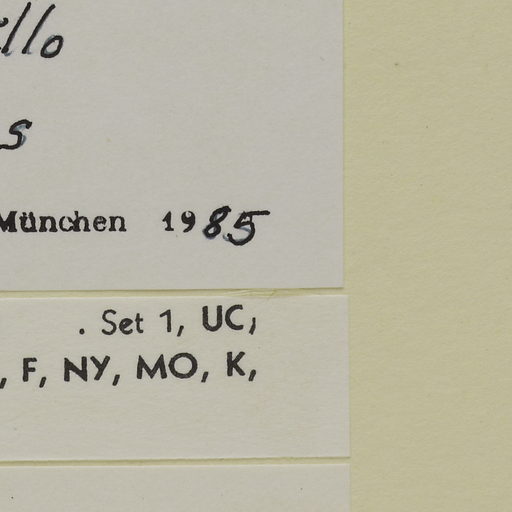 llo
s
München 1985
. Set 1, UC,
, F, NY, MO, K,